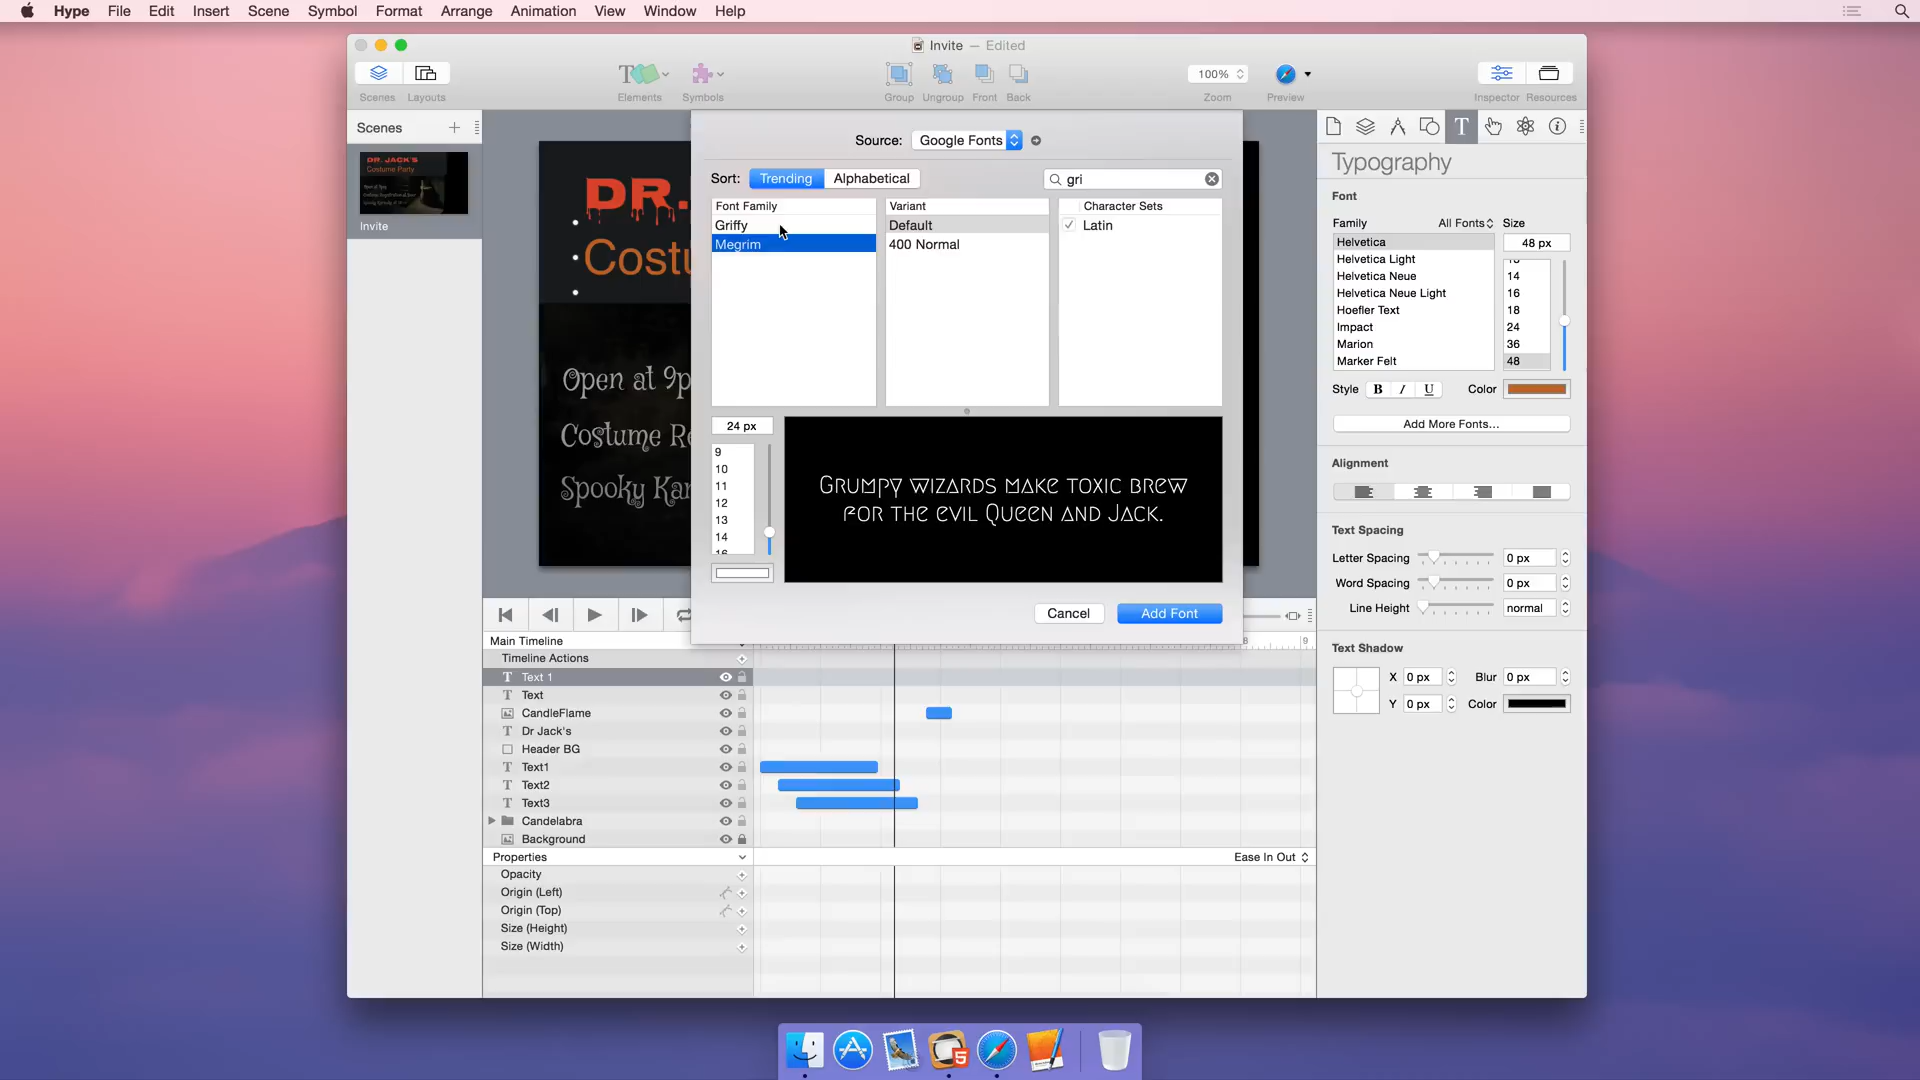 Hype File Edit Insert Scene Symbol Format Arrange Animation View Window Help
Invite — Edited
100%
Scenes Layouts Elements Symbols Group Ungroup Front Back Zoom Preview Inspector Resources
Scenes
DR. JACK'S
Costume Party
Invite
DR.
Costu
Open at 9p
Costume Re
Spooky Kar
Source: Google Fonts
Sort: Trending Alphabetical gri
Font Family Variant Character Sets
Griffy Default Latin
Megrim 400 Normal
24 px
9
10
11
12
13
14
16
Grumpy wizards make toxic brew
for the evil Queen and Jack.
Cancel Add Font
Typography
Font
Family All Fonts Size
Helvetica 48 px
Helvetica Light
Helvetica Neue 14
Helvetica Neue Light 16
Hoefler Text 18
Impact 24
Marion 36
Marker Felt 48
Style B I U Color
Add More Fonts...
Alignment
Text Spacing
Letter Spacing 0 px
Word Spacing 0 px
Line Height normal
Text Shadow
X 0 px Blur 0 px
Y 0 px Color
Main Timeline 8 9
Timeline Actions
T Text 1
T Text
CandleFlame
T Dr Jack's
Header BG
T Text1
T Text2
T Text3
Candelabra
Background
Properties Ease In Out
Opacity
Origin (Left)
Origin (Top)
Size (Height)
Size (Width)
5